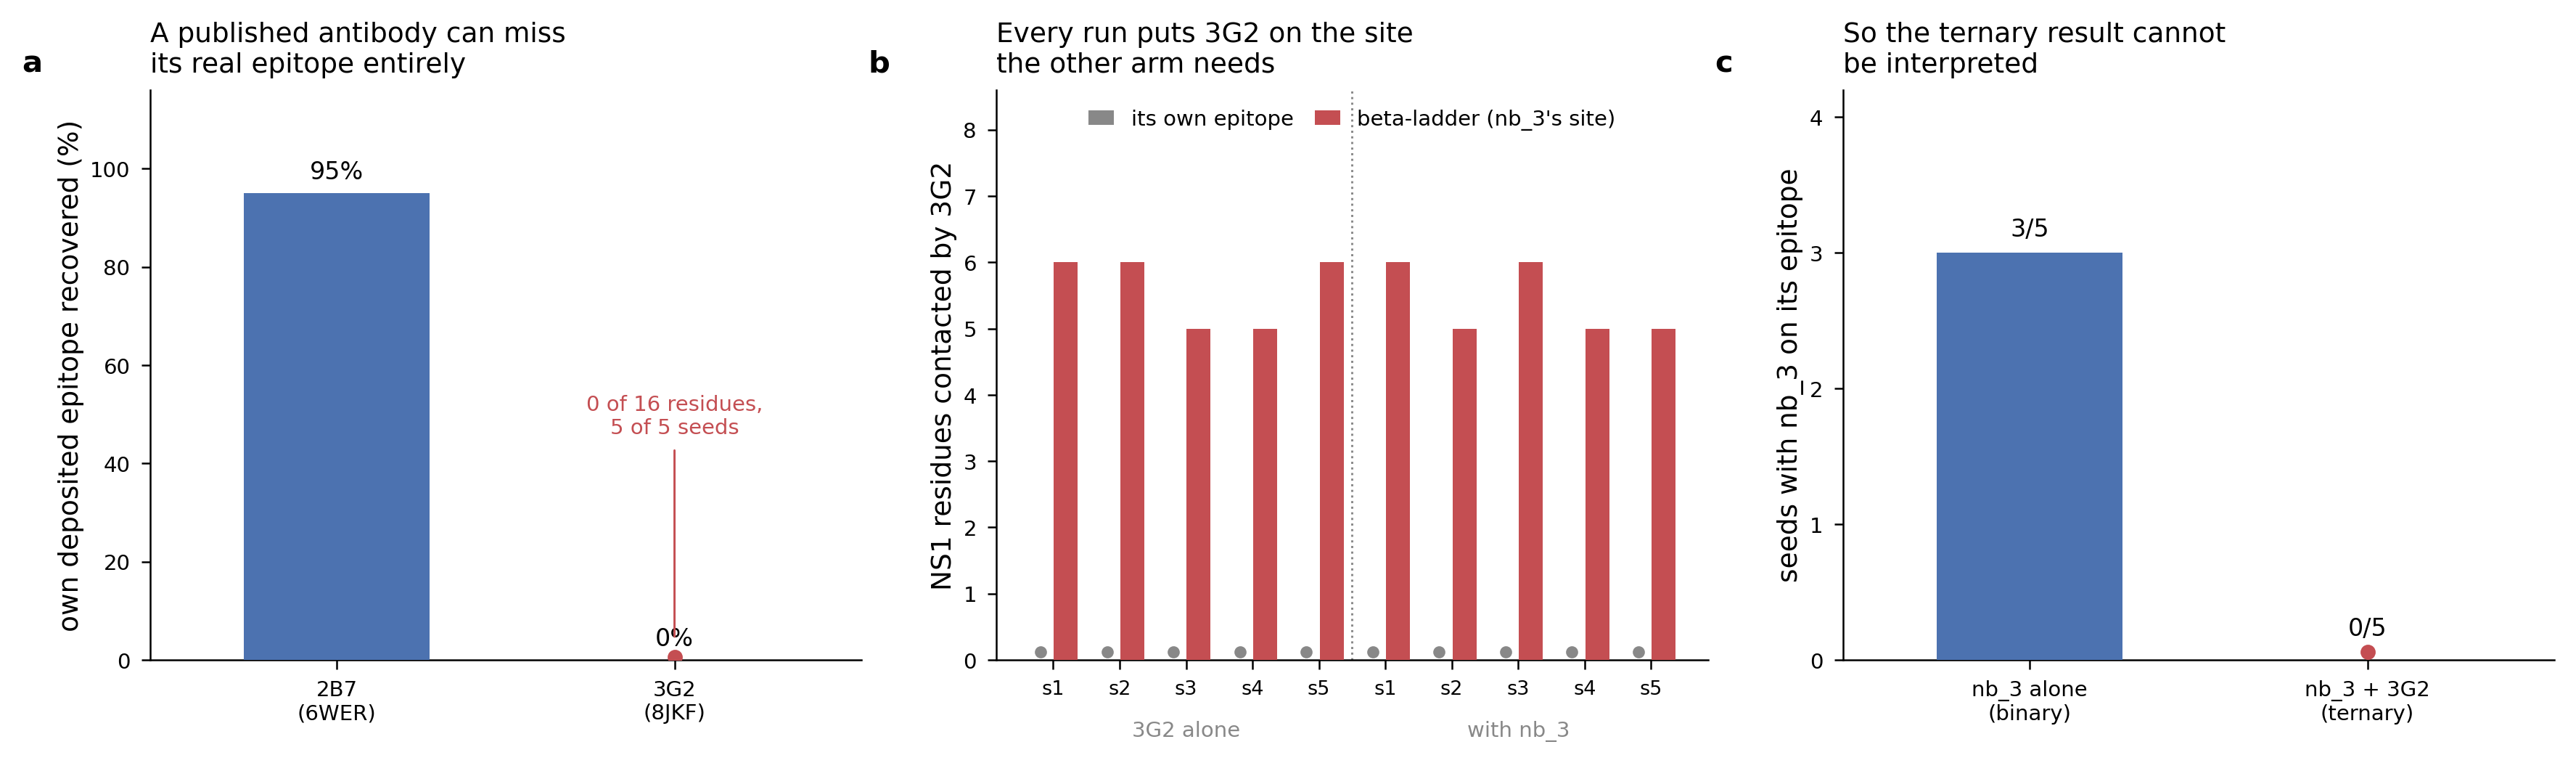 a
A published antibody can miss
its real epitope entirely
own deposited epitope recovered (%)
100
80
60
40
20
0
95%
0 of 16 residues,
5 of 5 seeds
0%
2B7
(6WER)
3G2
(8JKF)
b
Every run puts 3G2 on the site
the other arm needs
its own epitope
beta-ladder (nb_3's site)
NS1 residues contacted by 3G2
8
7
6
5
4
3
2
1
0
s1 s2 s3 s4 s5 s1 s2 s3 s4 s5
3G2 alone
with nb_3
c
So the ternary result cannot
be interpreted
seeds with nb_3 on its epitope
4
3
2
1
0
3/5
0/5
nb_3 alone
(binary)
nb_3 + 3G2
(ternary)